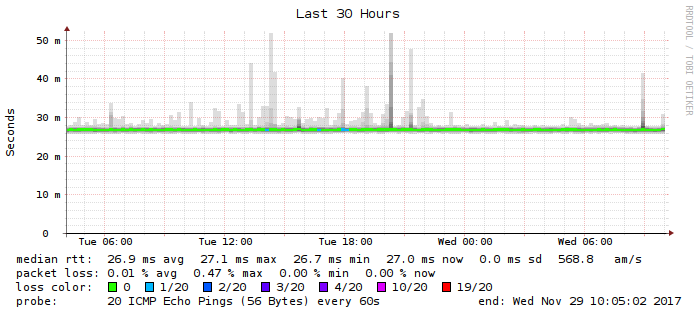 Last 30 Hours
RRDTOOL / TOBI OETIKER
Seconds
50 m
40 m
30 m
20 m
10 m
0
Tue 06:00 Tue 12:00 Tue 18:00 Wed 00:00 Wed 06:00
median rtt: 26.9 ms avg 27.1 ms max 26.7 ms min 27.0 ms now 0.0 ms sd 568.8 am/s
packet loss: 0.01 % avg 0.47 % max 0.00 % min 0.00 % now
loss color: 0 1/20 2/20 3/20 4/20 10/20 19/20
probe: 20 ICMP Echo Pings (56 Bytes) every 60s end: Wed Nov 29 10:05:02 2017